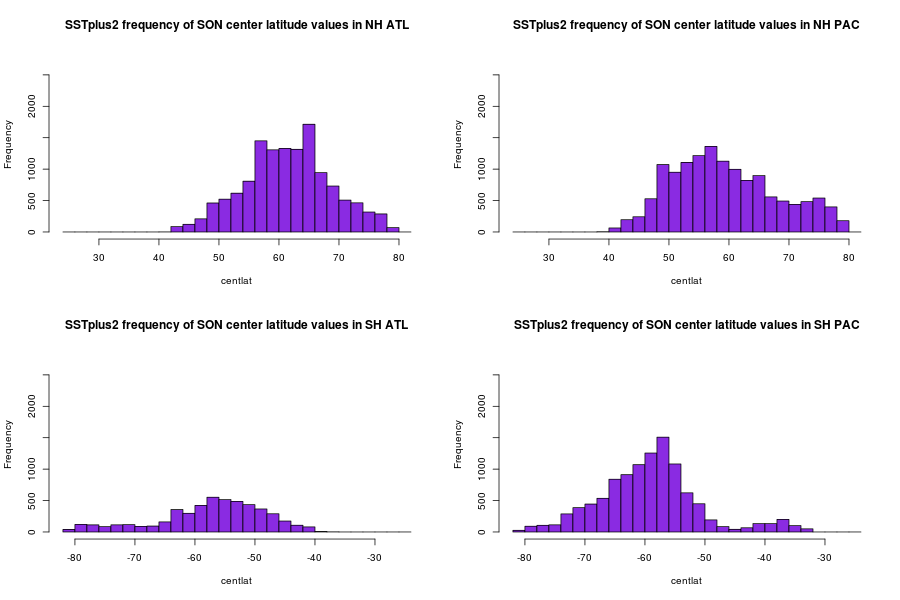 SSTplus2 frequency of SON center latitude values in NH ATL
Frequency
0
500
1000
2000
30 40 50 60 70 80
centlat
SSTplus2 frequency of SON center latitude values in NH PAC
Frequency
0
500
1000
2000
30 40 50 60 70 80
centlat
SSTplus2 frequency of SON center latitude values in SH ATL
Frequency
0
500
1000
2000
-80 -70 -60 -50 -40 -30
centlat
SSTplus2 frequency of SON center latitude values in SH PAC
Frequency
0
500
1000
2000
-80 -70 -60 -50 -40 -30
centlat